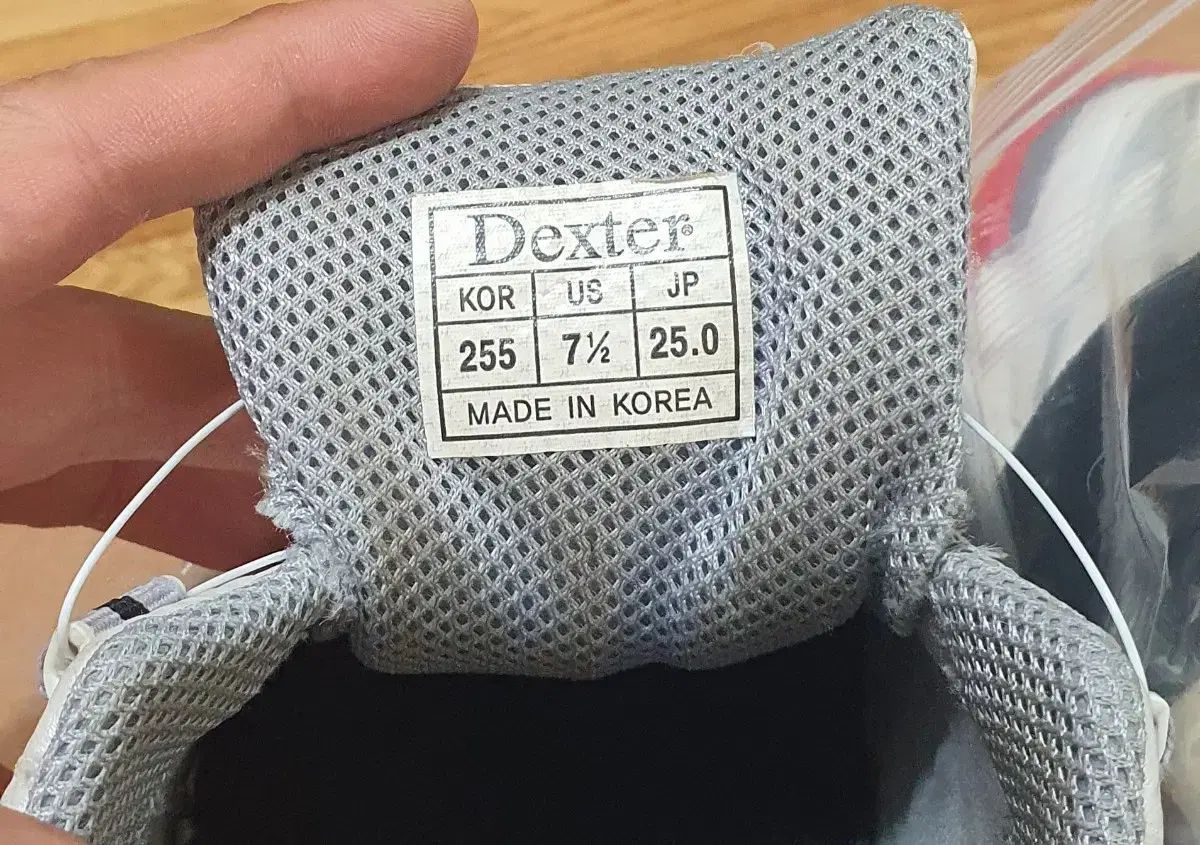 Dexter®
KOR US JP
255 7½ 25.0
MADE IN KOREA